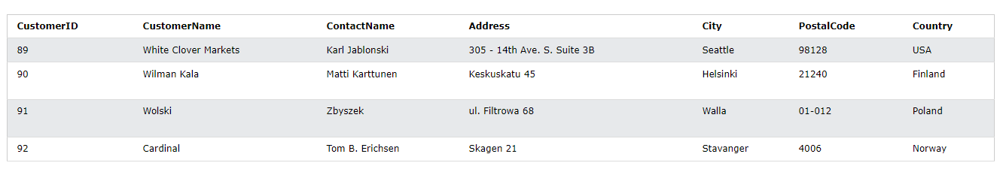 CustomerID CustomerName ContactName Address City PostalCode Country
89 White Clover Markets Karl Jablonski 305 - 14th Ave. S. Suite 3B Seattle 98128 USA
90 Wilman Kala Matti Karttunen Keskuskatu 45 Helsinki 21240 Finland
91 Wolski Zbyszek ul. Filtrowa 68 Walla 01-012 Poland
92 Cardinal Tom B. Erichsen Skagen 21 Stavanger 4006 Norway